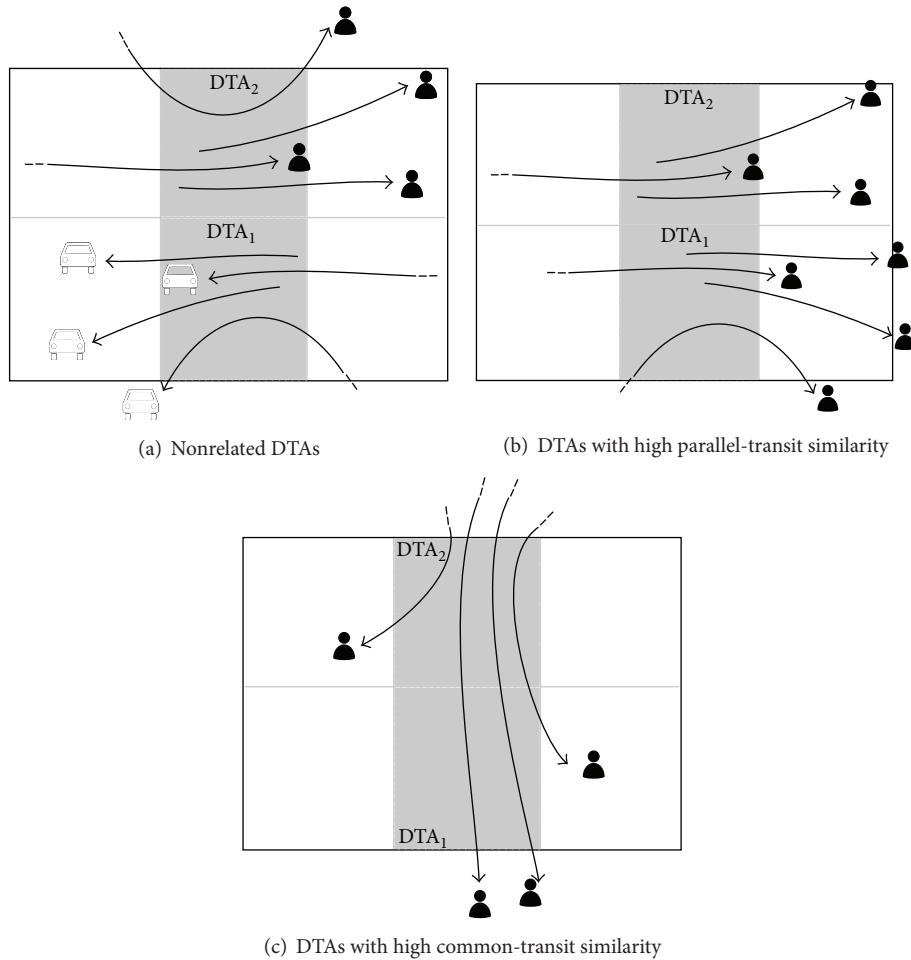 DTA₂
DTA₁
(a) Nonrelated DTAs
DTA₂
DTA₁
(b) DTAs with high parallel-transit similarity
DTA₂
DTA₁
(c) DTAs with high common-transit similarity